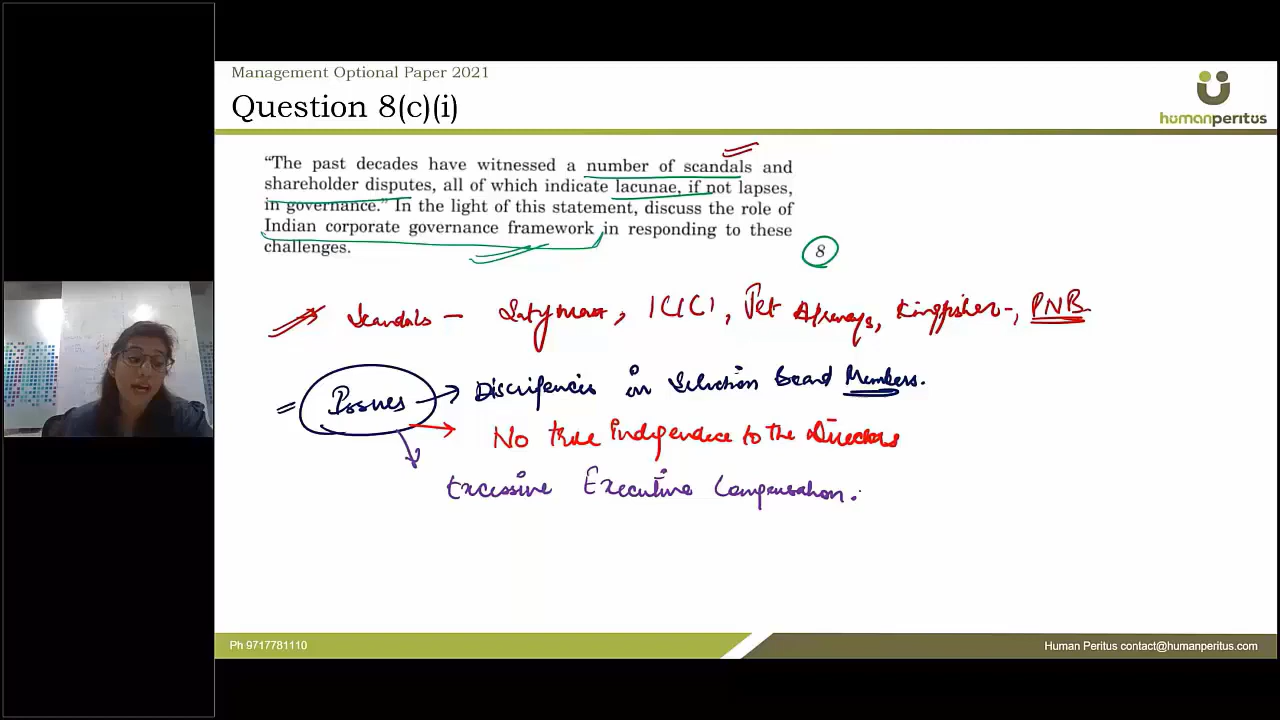 Management Optional Paper 2021
Question 8(c)(i)
humanperitus
“The past decades have witnessed a number of scandals and
shareholder disputes, all of which indicate lacunae, if not lapses,
in governance.” In the light of this statement, discuss the role of
Indian corporate governance framework in responding to these
challenges.
8
Scandals - Satyam, ICICI, Jet Airways, Kingfisher-, PNB
Issues → Discripencies in Selection board Members.
No true independence to the Directors
Excessive Executive Compensation.
Ph 9717781110
Human Peritus contact@humanperitus.com